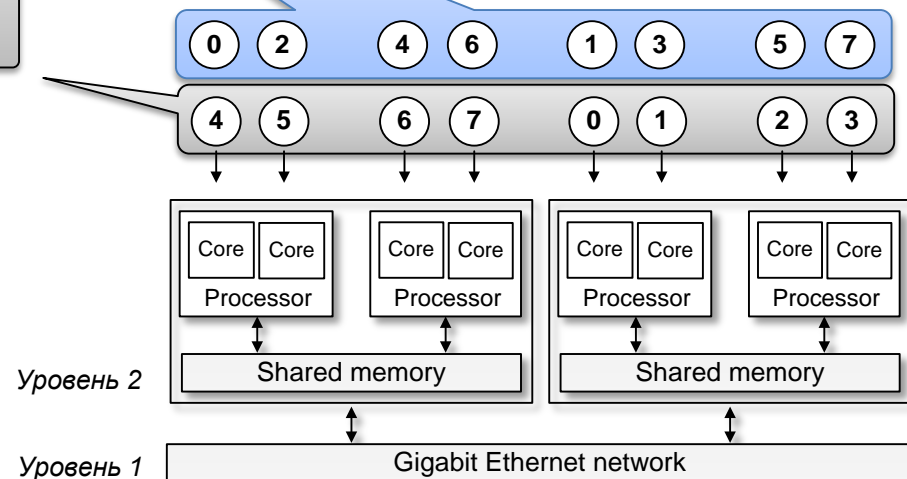 0 2 4 6 1 3 5 7
4 5 6 7 0 1 2 3
Core Core Core Core Core Core Core Core
Processor Processor Processor Processor
Уровень 2 Shared memory Shared memory
Уровень 1 Gigabit Ethernet network